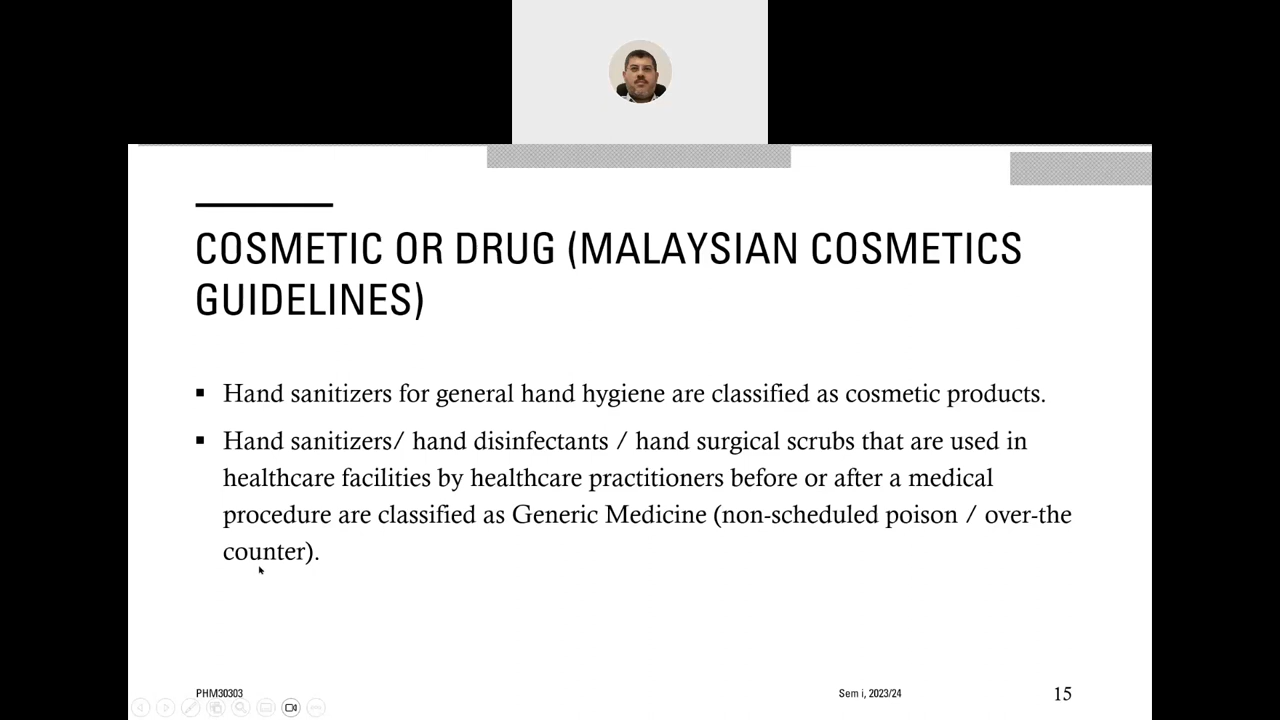 COSMETIC OR DRUG (MALAYSIAN COSMETICS
GUIDELINES)
▪ Hand sanitizers for general hand hygiene are classified as cosmetic products.
▪ Hand sanitizers/ hand disinfectants / hand surgical scrubs that are used in
healthcare facilities by healthcare practitioners before or after a medical
procedure are classified as Generic Medicine (non-scheduled poison / over-the
counter).
PHM30303
Sem i, 2023/24
15